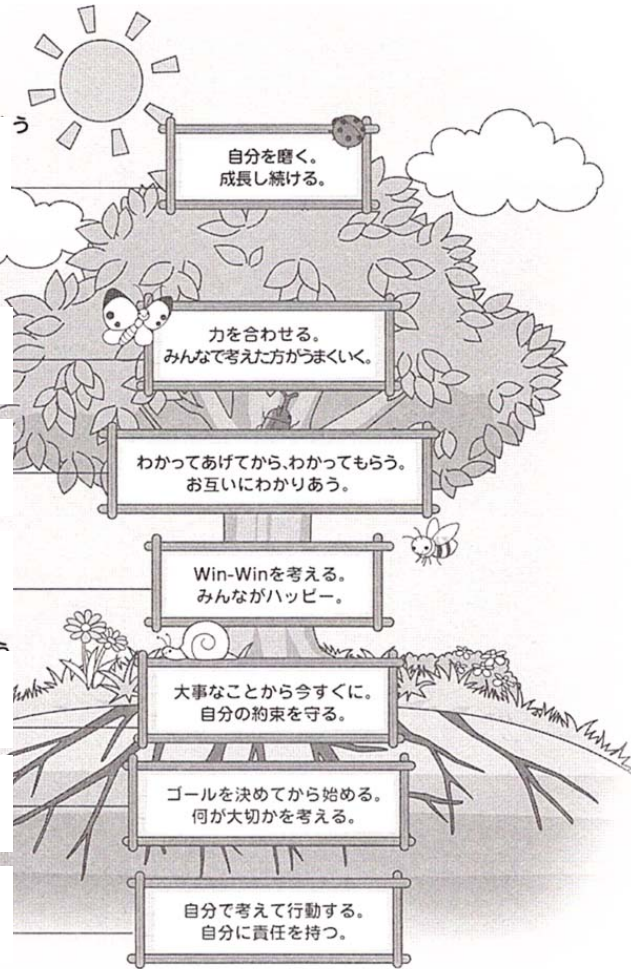 う
自分を磨く。
成長し続ける。
力を合わせる。
みんなで考えた方がうまくいく。
わかってあげてから、わかってもらう。
お互いにわかりあう。
Win-Winを考える。
みんながハッピー。
大事なことから今すぐに。
自分の約束を守る。
ゴールを決めてから始める。
何が大切かを考える。
自分で考えて行動する。
自分に責任を持つ。